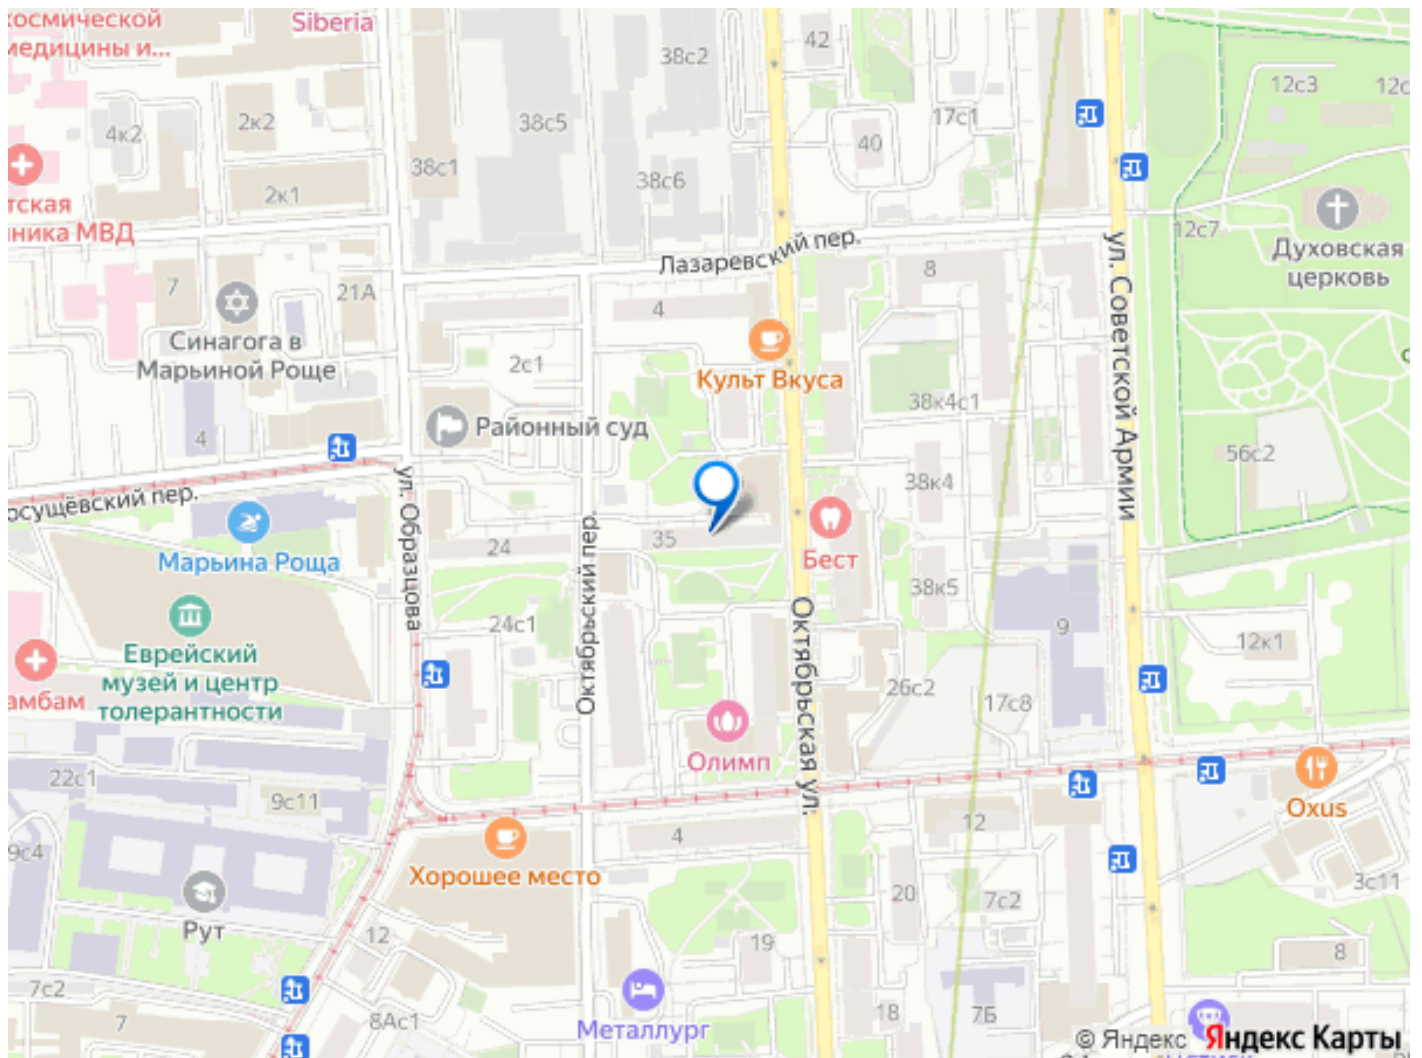 космической
медицины и...
Siberia
38с2
42
12с3
4к2
2к2
38с5
17с1
40
38с1
38с6
2к1
тская
ника МВД
12с7
Духовская
церковь
Лазаревский пер.
ул. Советской Армии
7
21А
8
4
Синагога в
Марьиной Роще
2с1
Культ Вкуса
38к4с1
Районный суд
4
56с2
38к4
осущёвский пер.
ул. Образцова
Марьина Роща
24
35
Бест
Октябрьский пер.
38к5
Октябрьская ул.
Еврейский
музей и центр
толерантности
24с1
9
12к1
амбам
26с2
17с8
Олимп
22с1
9с11
Oxus
4
12
9с4
Хорошее место
3с11
Рут
20
7с2
12
19
8
7с2
Металлург
18
7Б
8Ас1
7
© Яндекс Яндекс Карты